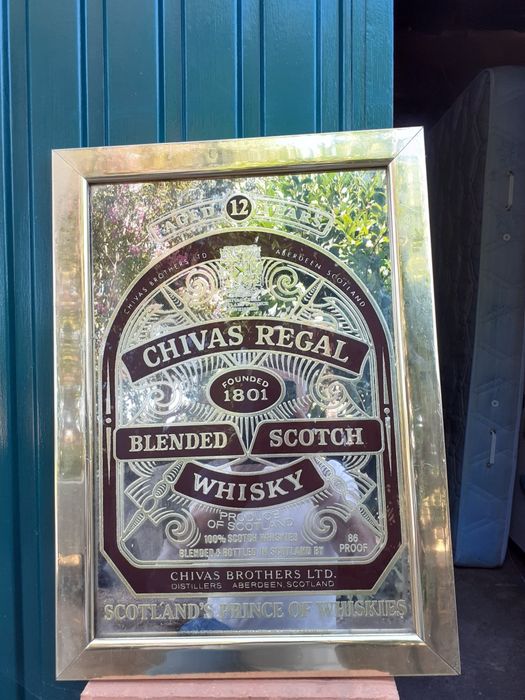 AGED 12 YEARS
CHIVAS BROTHERS LTD ABERDEEN, SCOTLAND
CHIVAS REGAL
FOUNDED
1801
BLENDED SCOTCH
WHISKY
PRODUCE
OF SCOTLAND
100% SCOTCH WHISKIES
BLENDED & BOTTLED IN SCOTLAND BY
86
PROOF
CHIVAS BROTHERS LTD.
DISTILLERS ABERDEEN, SCOTLAND
SCOTLAND'S PRINCE OF WHISKIES